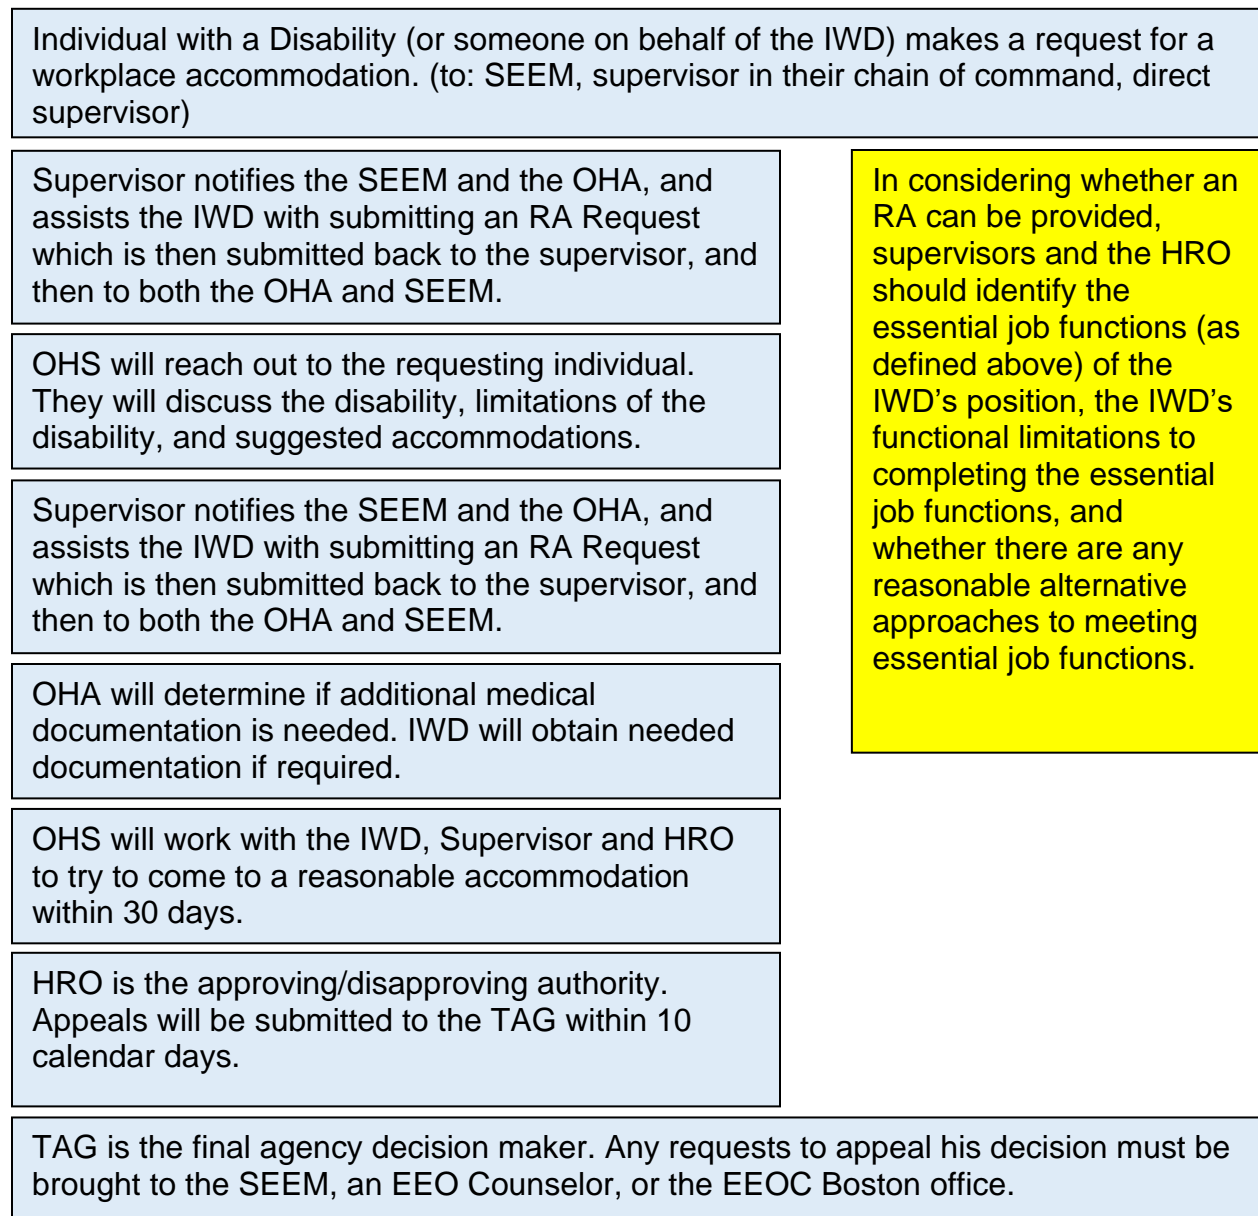 Individual with a Disability (or someone on behalf of the IWD) makes a request for a
workplace accommodation. (to: SEEM, supervisor in their chain of command, direct
supervisor)
Supervisor notifies the SEEM and the OHA, and
assists the IWD with submitting an RA Request
which is then submitted back to the supervisor, and
then to both the OHA and SEEM.
OHS will reach out to the requesting individual.
They will discuss the disability, limitations of the
disability, and suggested accommodations.
Supervisor notifies the SEEM and the OHA, and
assists the IWD with submitting an RA Request
which is then submitted back to the supervisor, and
then to both the OHA and SEEM.
OHA will determine if additional medical
documentation is needed. IWD will obtain needed
documentation if required.
OHS will work with the IWD, Supervisor and HRO
to try to come to a reasonable accommodation
within 30 days.
HRO is the approving/disapproving authority.
Appeals will be submitted to the TAG within 10
calendar days.
In considering whether an
RA can be provided,
supervisors and the HRO
should identify the
essential job functions (as
defined above) of the
IWD's position, the IWD's
functional limitations to
completing the essential
job functions, and
whether there are any
reasonable alternative
approaches to meeting
essential job functions.
TAG is the final agency decision maker. Any requests to appeal his decision must be
brought to the SEEM, an EEO Counselor, or the EEOC Boston office.